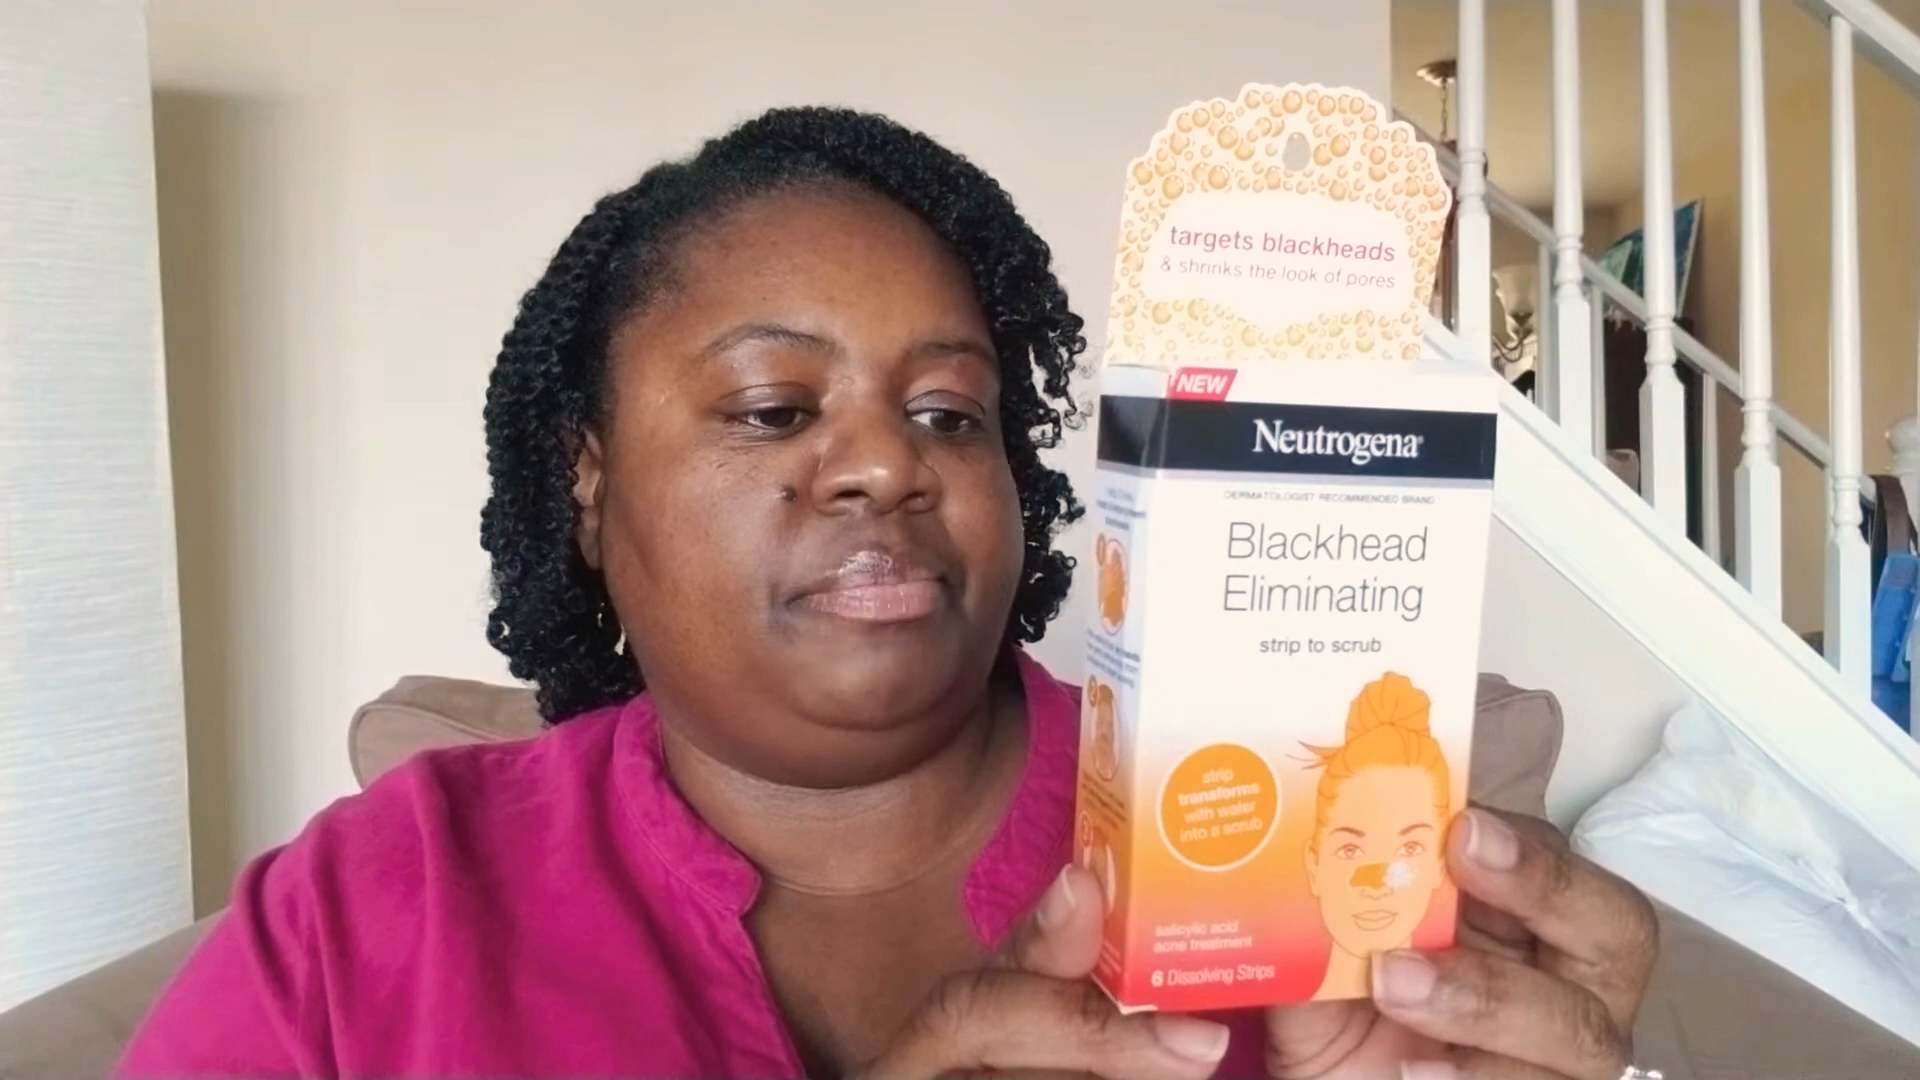 targets blackheads
& shrinks the look of pores
NEW
Neutrogena®
DERMATOLOGIST RECOMMENDED BRAND
Blackhead
Eliminating
strip to scrub
strip
transforms
with water
into a scrub
salicylic acid
acne treatment
6 Dissolving Strips